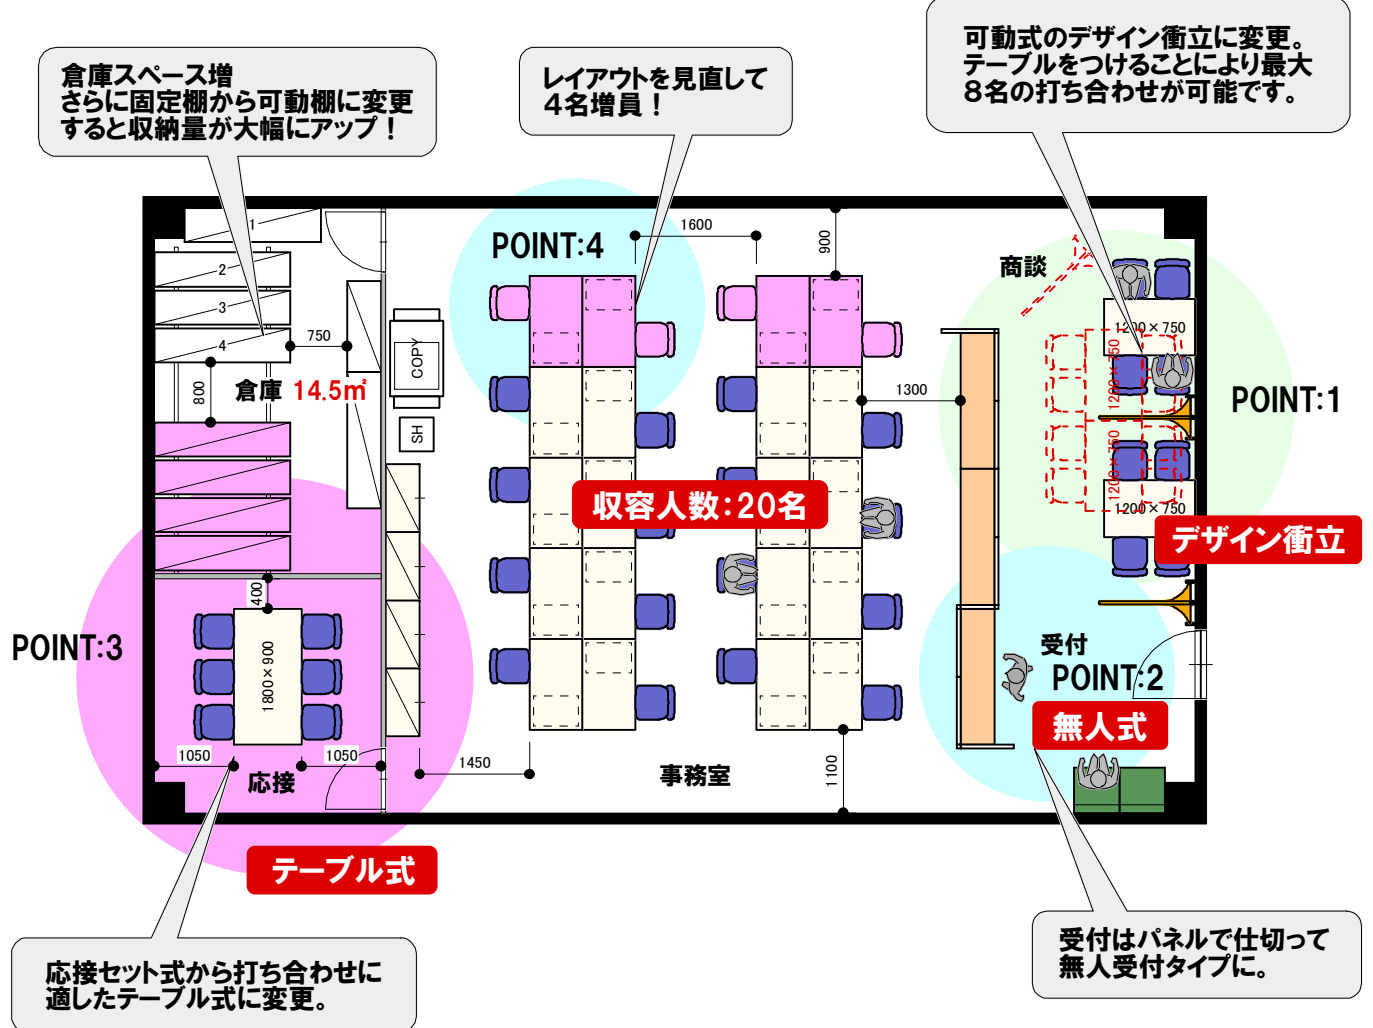 倉庫スペース増
さらに固定棚から可動棚に変更
すると収納量が大幅にアップ！
レイアウトを見直して
４名増員！
可動式のデザイン衝立に変更。
テーブルをつけることにより最大
８名の打ち合わせが可能です。
POINT:4
1600
900
商談
1
2
3
4
750
800
倉庫 14.5㎡
COPY
SH
1300
1200×750
1200×750
1200×750
1200×750
POINT:1
収容人数：20名
デザイン衝立
400
POINT:3
1800×900
受付
POINT:2
無人式
1050
1050
応接
1450
事務室
1100
テーブル式
応接セット式から打ち合わせに
適したテーブル式に変更。
受付はパネルで仕切って
無人受付タイプに。